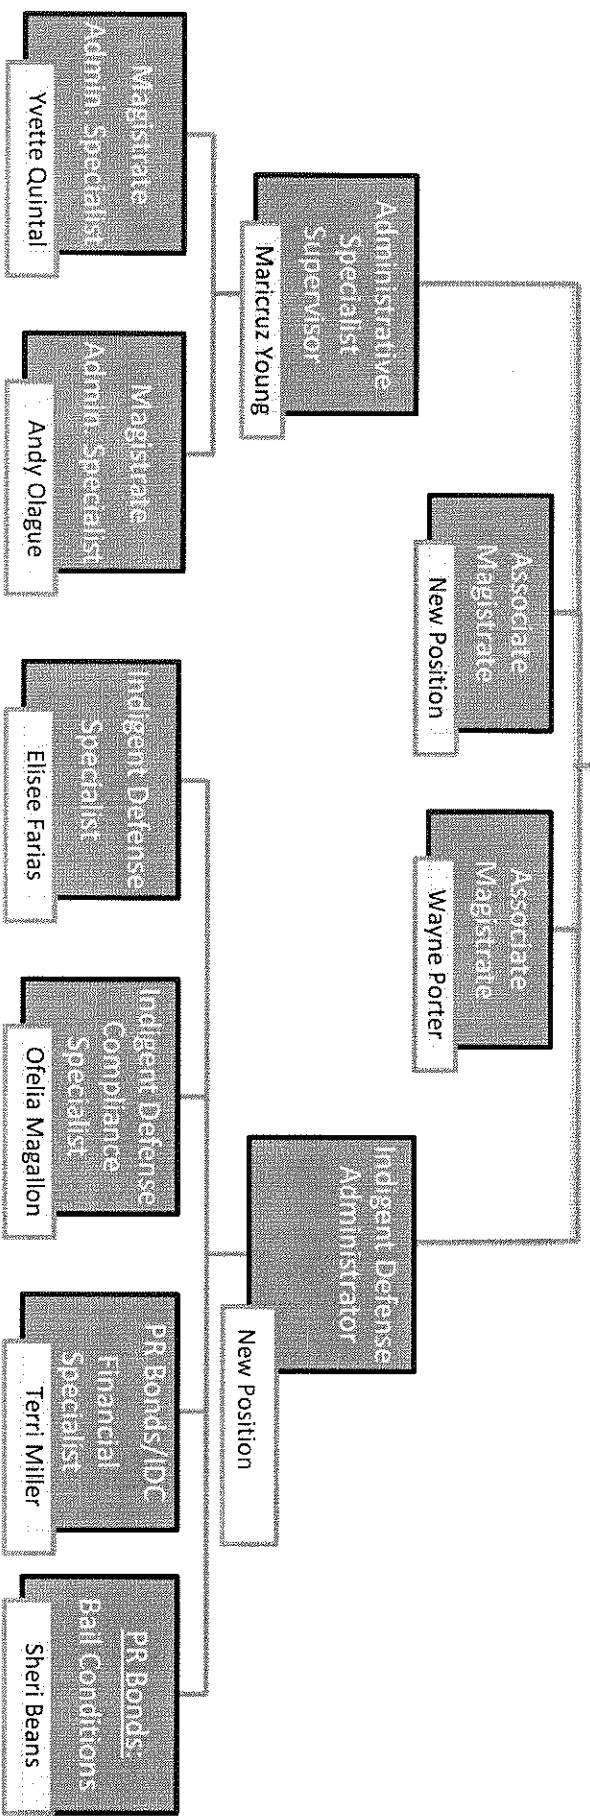 Associate
Magistrate
New Position
Associate
Magistrate
Wayne Porter
Administrative
Specialist
Supervisor
Maricruz Young
Indigent Defense
Administrator
New Position
Magistrate
Admin Specialist
Yvette Quintal
Magistrate
Admin Specialist
Andy Olague
Indigent Defense
Specialist
Elisee Farias
Indigent Defense
Compliance
Specialist
Ofelia Magallon
PR Bonds/IDC
Financial
Specialist
Terri Miller
PR Bonds:
Bail Conditions
Sheri Beans